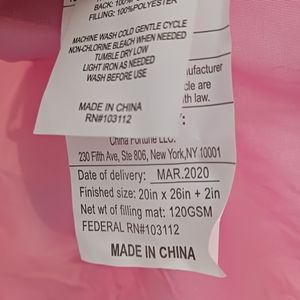 BACK: 100% POLYESTER
FILLING: 100%POLYESTER
MACHINE WASH COLD GENTLE CYCLE
NON-CHLORINE BLEACH WHEN NEEDED
TUMBLE DRY LOW
LIGHT IRON AS NEEDED
WASH BEFORE USE
MADE IN CHINA
RN#103112
nufacturer
cle are
th law.
China Fortune LLC.
230 Fifth Ave, Ste 806, New York,NY 10001
Date of delivery: MAR.2020
Finished size: 20in x 26in + 2in
Net wt of filling mat: 120GSM
FEDERAL RN#103112
MADE IN CHINA